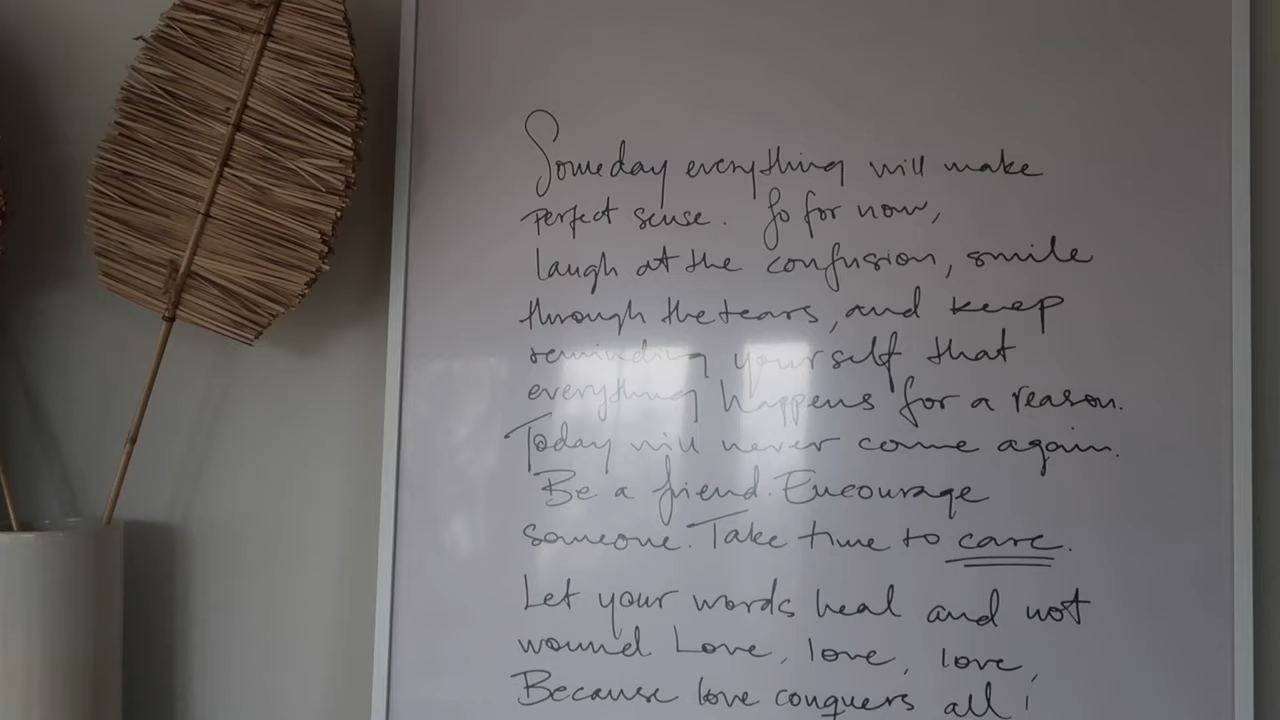 Someday everything will make
perfect sense. So for now,
laugh at the confusion, smile
through the tears, and keep
reminding yourself that
everything happens for a reason.
Today will never come again.
Be a friend. Encourage
someone. Take time to care.
Let your words heal and not
wound. Love, love, love,
Because love conquers all!